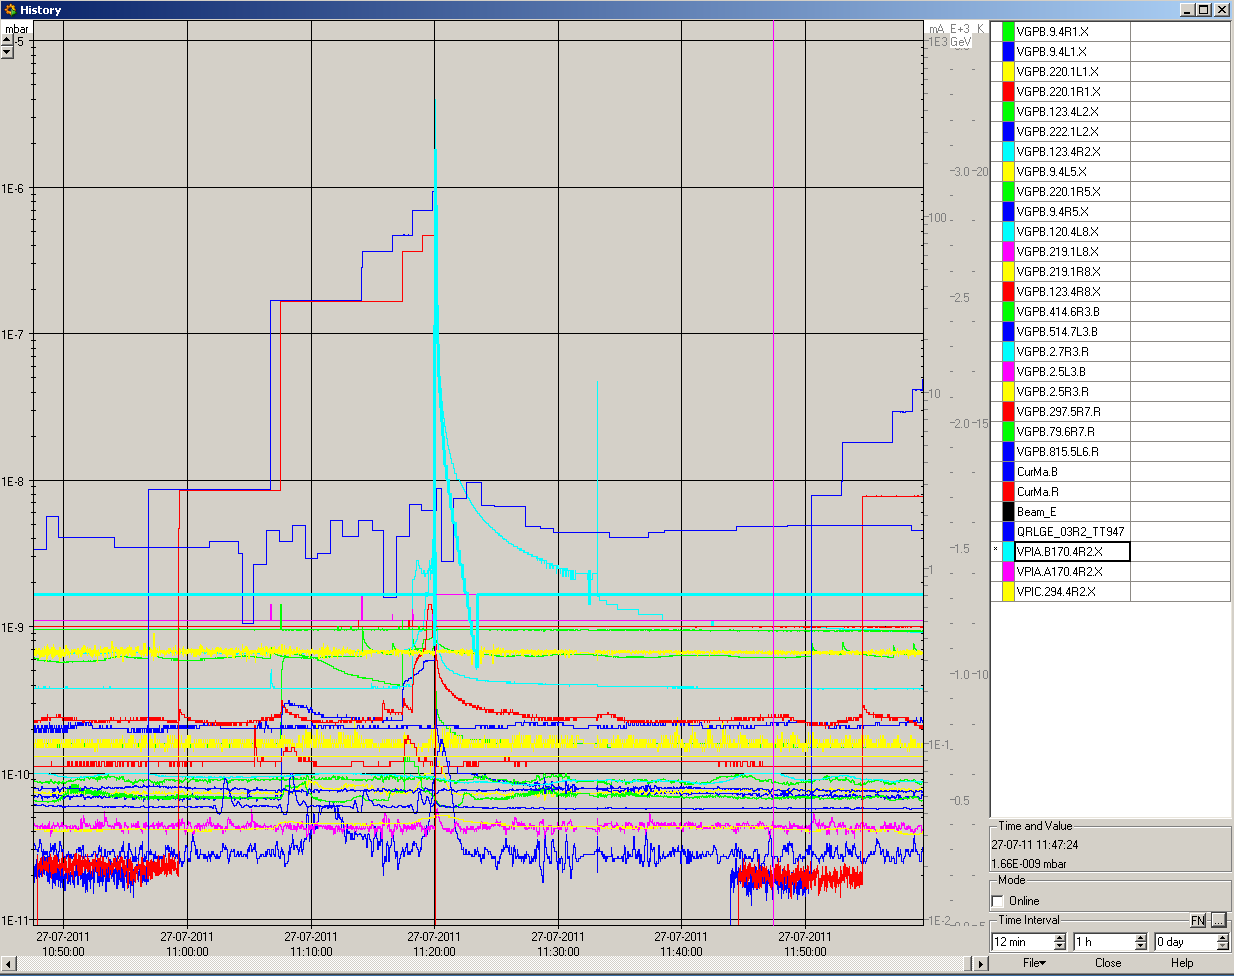 History
mbar
-5
1E-6
1E-7
1E-8
1E-9
1E-10
1E-11
mA E+3 K
1E3 GeV
3.0 20
100
2.5
10
2.0 15
1.5
1
1.0 10
1E-1
0.5
1E-2
27-07-2011 27-07-2011 27-07-2011 27-07-2011 27-07-2011 27-07-2011 27-07-2011
10:50:00 11:00:00 11:10:00 11:20:00 11:30:00 11:40:00 11:50:00
VGPB.9.4R1.X
VGPB.9.4L1.X
VGPB.220.1L1.X
VGPB.220.1R1.X
VGPB.123.4L2.X
VGPB.222.1L2.X
VGPB.123.4R2.X
VGPB.9.4L5.X
VGPB.220.1R5.X
VGPB.9.4R5.X
VGPB.120.4L8.X
VGPB.219.1L8.X
VGPB.219.1R8.X
VGPB.123.4R8.X
VGPB.414.6R3.B
VGPB.514.7L3.B
VGPB.2.7R3.R
VGPB.2.5L3.B
VGPB.2.5R3.R
VGPB.297.5R7.R
VGPB.79.6R7.R
VGPB.815.5L6.R
CurMa.B
CurMa.R
Beam_E
QRLGE_03R2_TT947
* VPIA.B170.4R2.X
VPIA.A170.4R2.X
VPIC.294.4R2.X
Time and Value
27-07-11 11:47:24
1.66E-009 mbar
Mode
Online
Time Interval
FN ...
12 min 1 h 0 day
File Close Help